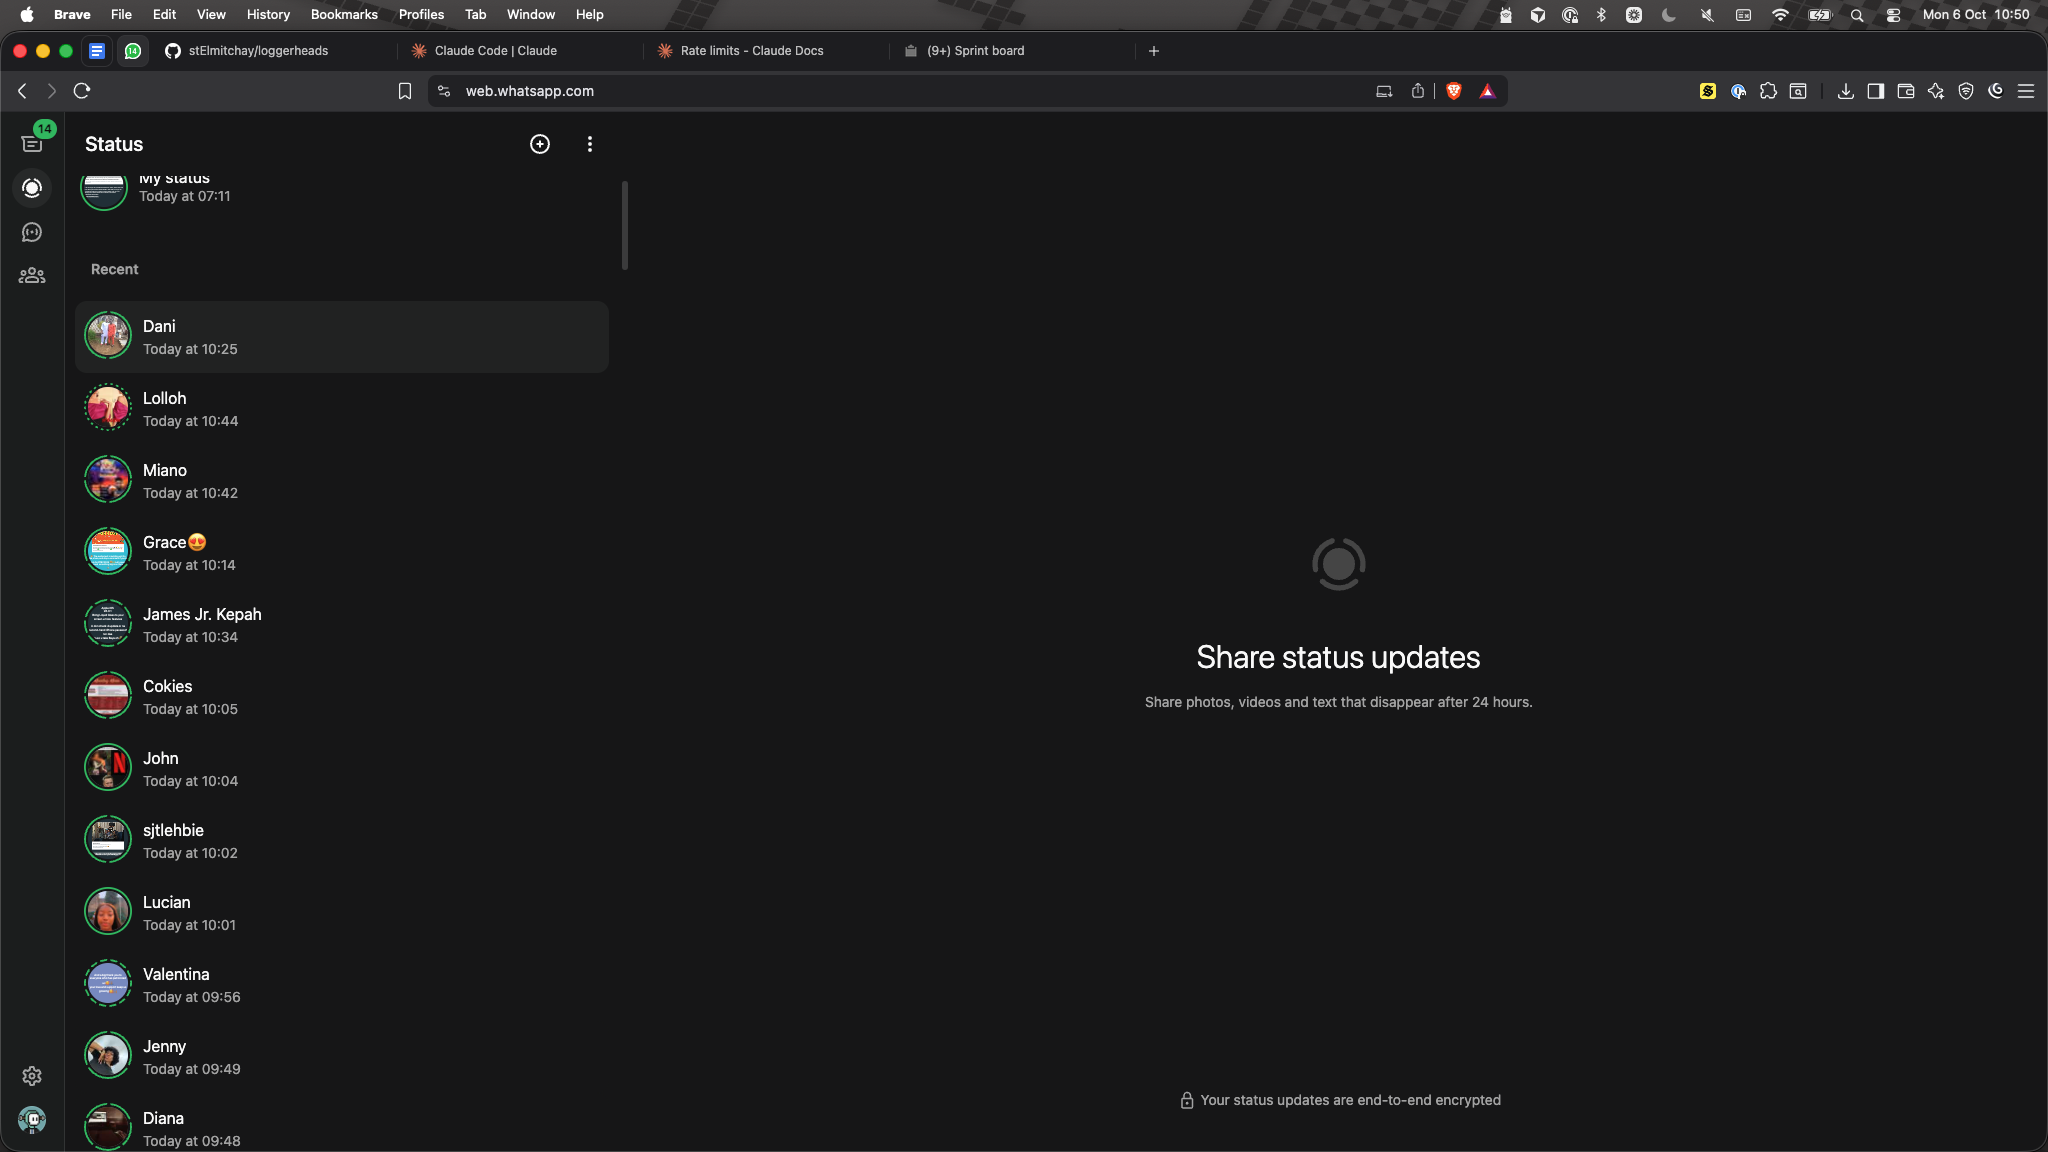 Brave File Edit View History Bookmarks Profiles Tab Window Help Mon 6 Oct 10:50
14 stElmitchay/loggerheads Claude Code | Claude Rate limits - Claude Docs (9+) Sprint board
web.whatsapp.com
14
Status
My status
Today at 07:11
Recent
Dani
Today at 10:25
Lolloh
Today at 10:44
Miano
Today at 10:42
Grace😍
Today at 10:14
James Jr. Kepah
Today at 10:34
Cokies
Today at 10:05
John
Today at 10:04
N
sjtlehbie
Today at 10:02
Lucian
Today at 10:01
Valentina
Today at 09:56
Jenny
Today at 09:49
Diana
Today at 09:48
Share status updates
Share photos, videos and text that disappear after 24 hours.
Your status updates are end-to-end encrypted